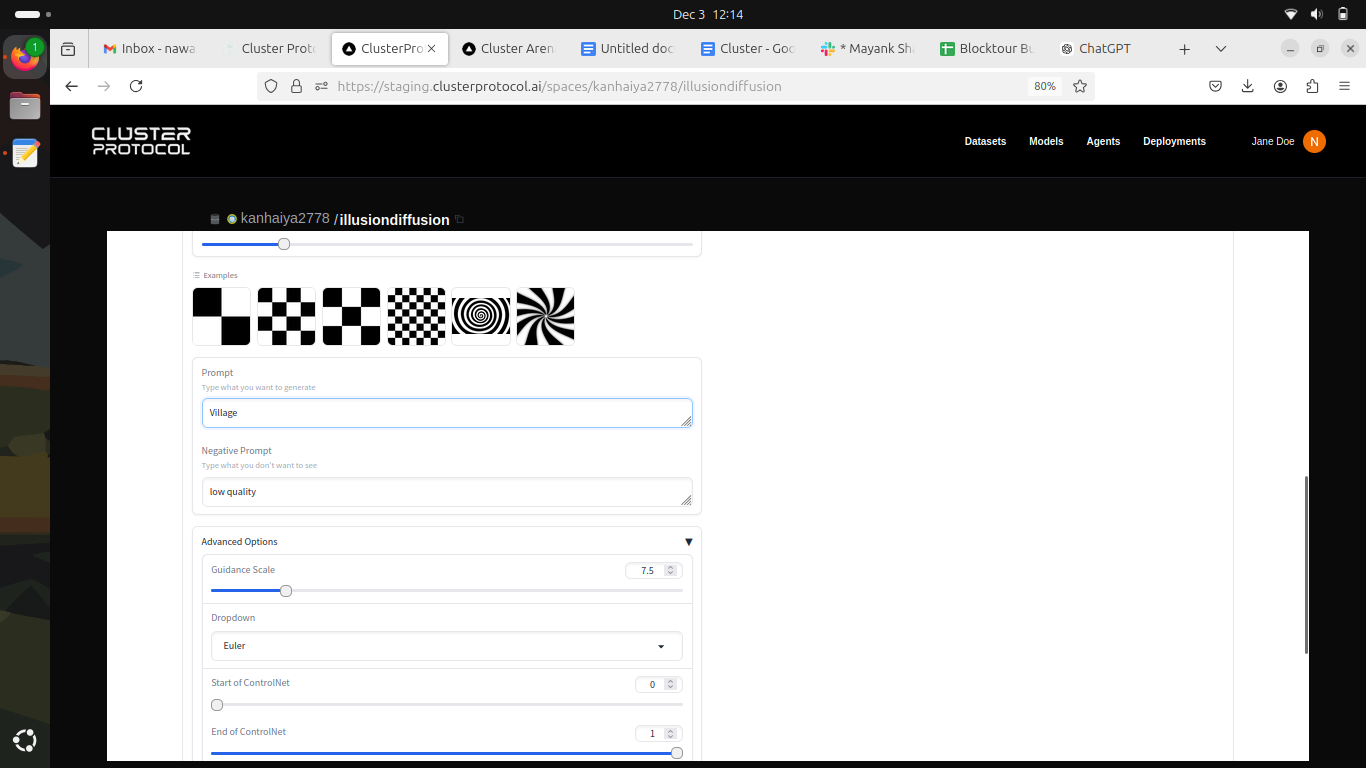 Dec 3 12:14
1
Inbox - nawa
Cluster Prot
ClusterPro
Cluster Aren
Untitled doc
Cluster - Goo
* Mayank Sha
Blocktour Bu
ChatGPT
https://staging.clusterprotocol.ai/spaces/kanhaiya2778/illusiondiffusion
80%
CLUSTER
PROTOCOL
Datasets
Models
Agents
Deployments
Jane Doe
N
kanhaiya2778 /illusiondiffusion
Examples
Prompt
Type what you want to generate
Village
Negative Prompt
Type what you don't want to see
low quality
Advanced Options
Guidance Scale
7.5
Dropdown
Euler
Start of ControlNet
0
End of ControlNet
1